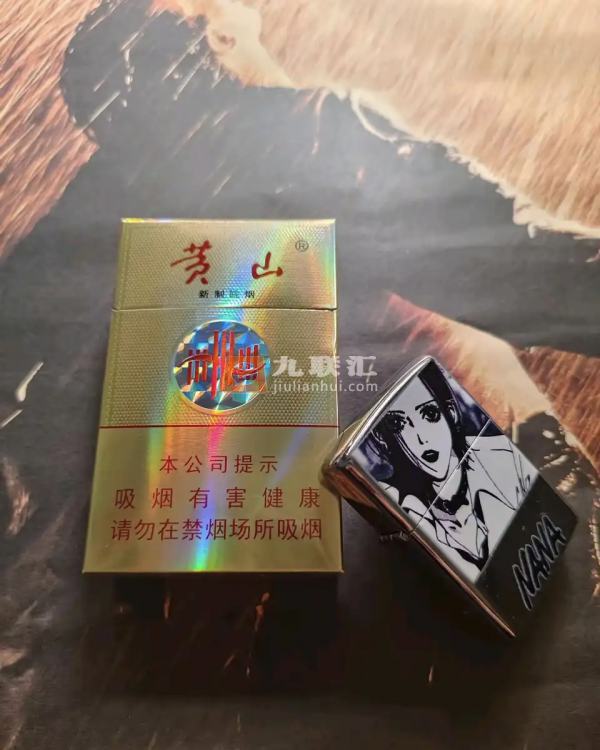 黄山®
新制皖烟
九联汇
jiulianhui.com
本公司提示
吸烟有害健康
请勿在禁烟场所吸烟
NANA